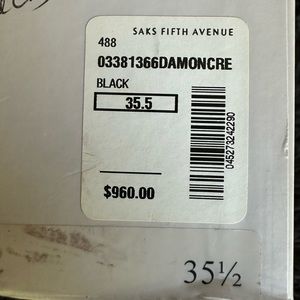 SAKS FIFTH AVENUE
488
03381366DAMONCRE
BLACK
35.5
045273242290
$960.00
35½